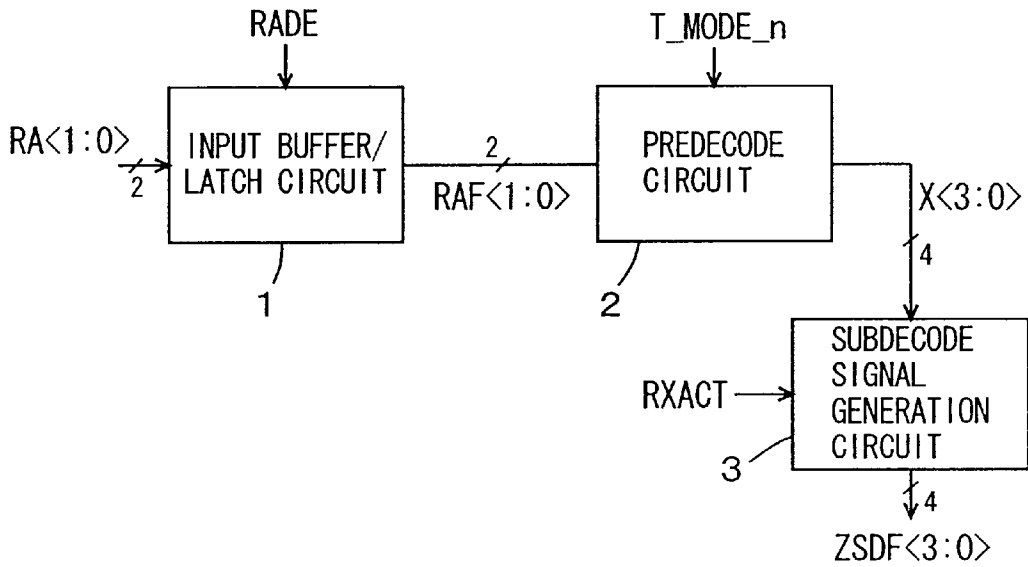 RADE
T_MODE_n
RA<1:0>
2
INPUT BUFFER/
LATCH CIRCUIT
2
RAF<1:0>
PREDECODE
CIRCUIT
X<3:0>
4
1
2
SUBDECODE
SIGNAL
GENERATION
CIRCUIT
RXACT
3
4
ZSDF<3:0>